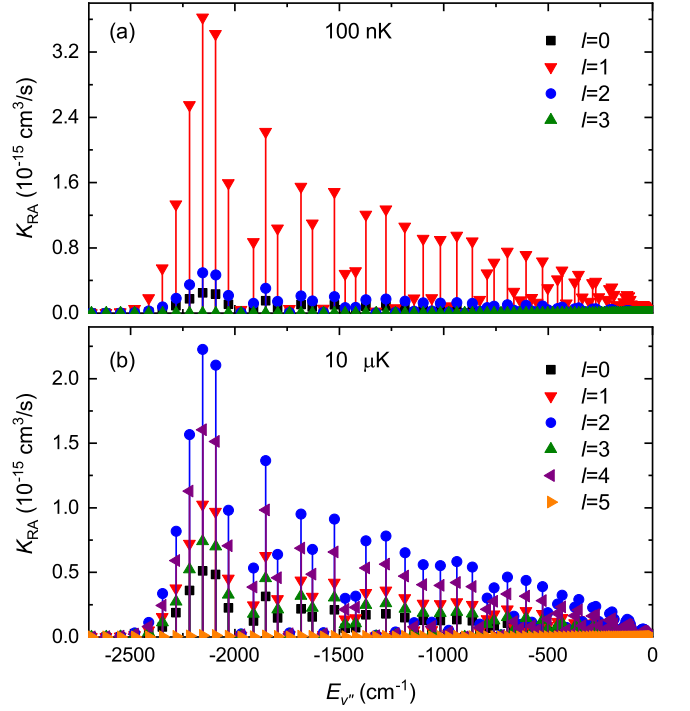 (a)
100 nK
l=0
l=1
l=2
l=3
3.2
2.4
1.6
0.8
0.0
K_RA (10^-15 cm^3/s)
(b)
10 μK
l=0
l=1
l=2
l=3
l=4
l=5
2.0
1.5
1.0
0.5
0.0
K_RA (10^-15 cm^3/s)
-2500 -2000 -1500 -1000 -500 0
E_v″ (cm^-1)